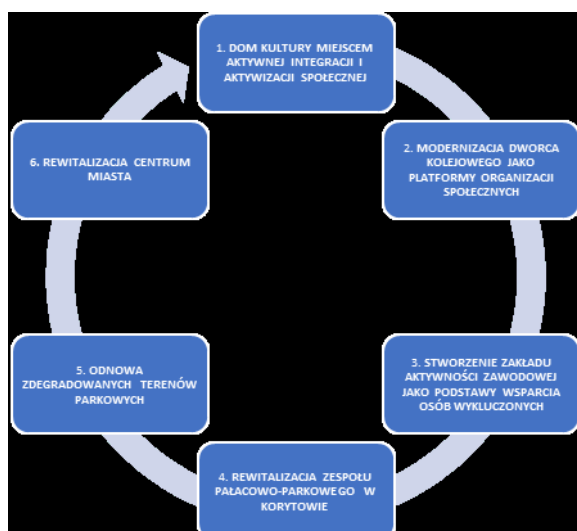 1. DOM KULTURY MIEJSCEM
AKTYWNEJ INTEGRACJI I
AKTYWIZACJI SPOŁECZNEJ
2. MODERNIZACJA DWORCA
KOLEJOWEGO JAKO
PLATFORMY ORGANIZACJI
SPOŁECZNYCH
3. STWORZENIE ZAKŁADU
AKTYWNOŚCI ZAWODOWEJ
JAKO PODSTAWY WSPARCIA
OSÓB WYKLUCZONYCH
4. REWITALIZACJA ZESPOŁU
PAŁACOWO-PARKOWEGO W
KORYTOWIE
5. ODNOWA
ZDEGRADOWANYCH TERENÓW
PARKOWYCH
6. REWITALIZACJA CENTRUM
MIASTA